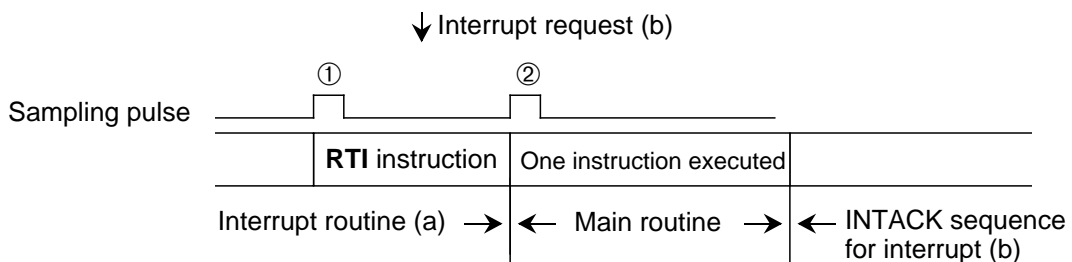 Interrupt request (b)
① ②
Sampling pulse
RTI instruction One instruction executed
Interrupt routine (a) Main routine INTACK sequence
for interrupt (b)